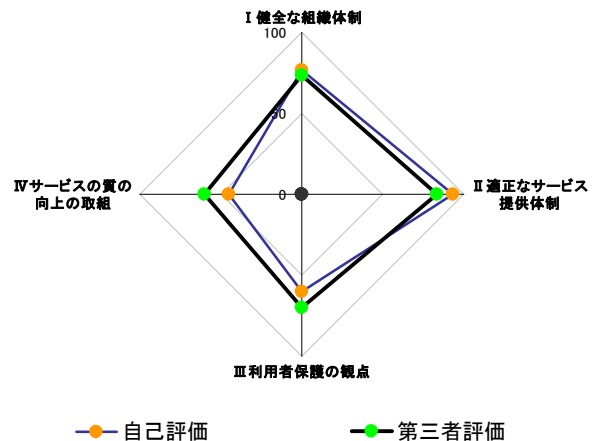 Ⅰ健全な組織体制
100
50
0
Ⅳサービスの質の
向上の取組
Ⅱ適正なサービス
提供体制
Ⅲ利用者保護の観点
自己評価
第三者評価